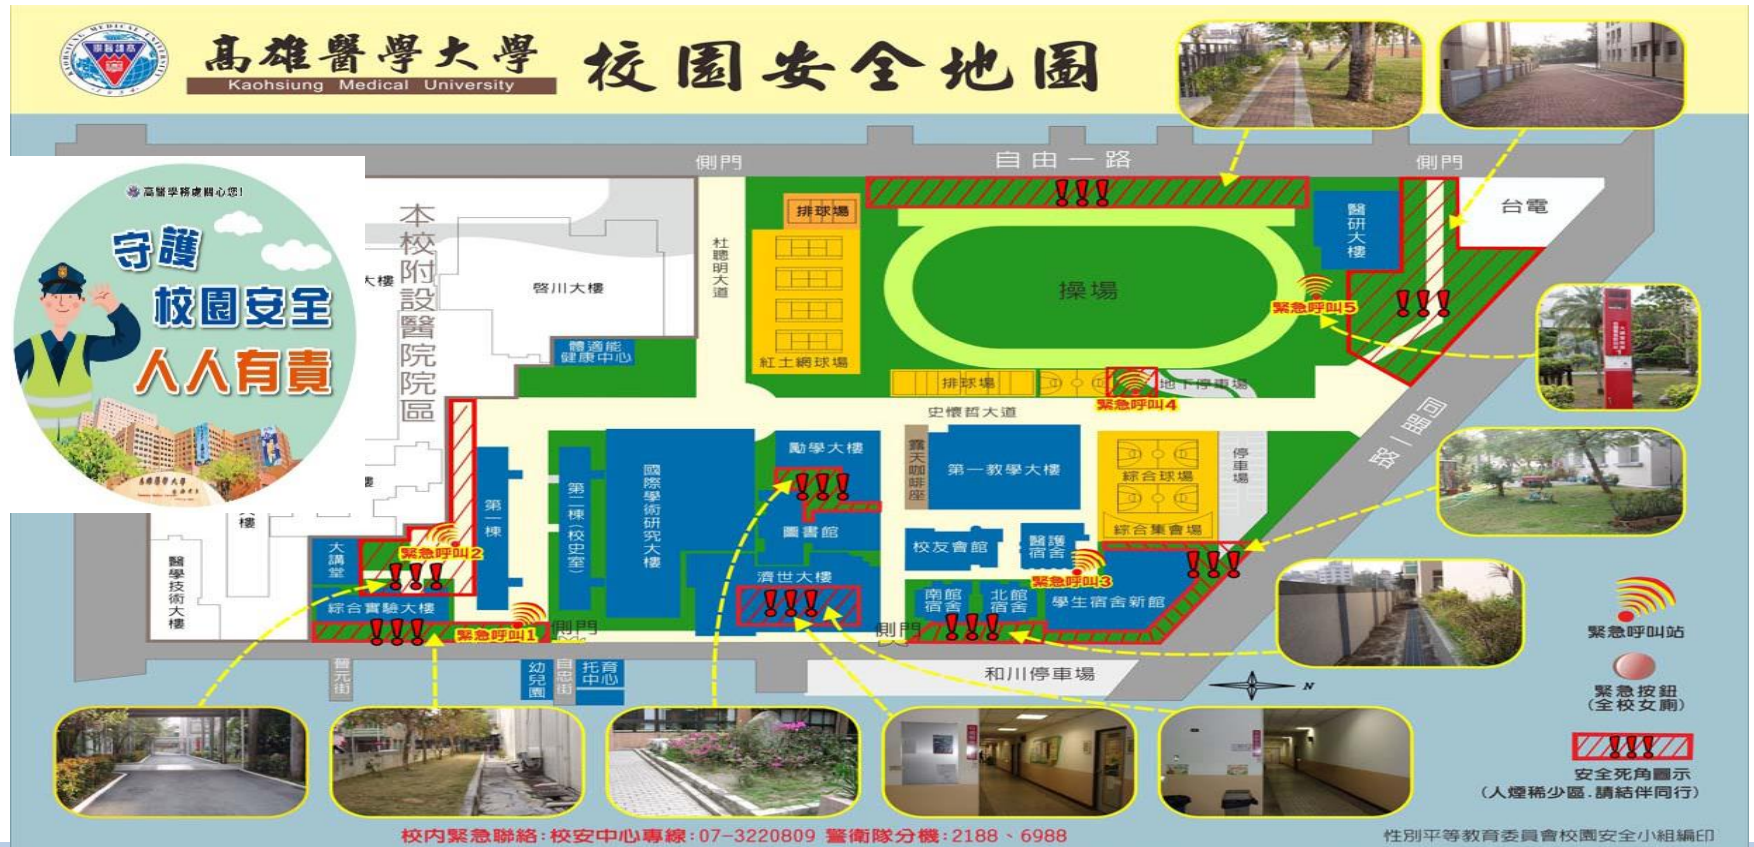 高雄醫學大學
Kaohsiung Medical University
校園安全地圖
高醫學務處關心您!
守護
校園安全
人人有責
側門
自由一路
側門
本校附設醫院院區
大樓
啓川大樓
體適能
健康中心
杜聰明大道
排球場
紅土網球場
操場
醫研大樓
台電
緊急呼叫5
排球場
地下停車場
緊急呼叫4
史懷哲大道
同盟一路
樓
樓
醫學技術大樓
大講堂
緊急呼叫2
綜合實驗大樓
緊急呼叫1
第一棟
第二棟(校史室)
國際學術研究大樓
勵學大樓
圖書館
濟世大樓
露天咖啡座
第一教學大樓
綜合球場
綜合集會場
停車場
校友會館
醫護
宿舍
緊急呼叫3
南館
宿舍
北館
宿舍
學生宿舍新館
側門
側門
普元街
幼兒園
自忠街
托育
中心
和川停車場
N
緊急呼叫站
緊急按鈕
(全校女廁)
安全死角圖示
(人煙稀少區.請結伴同行)
校內緊急聯絡:校安中心專線:07-3220809 警衛隊分機:2188、6988
性別平等教育委員會校園安全小組編印